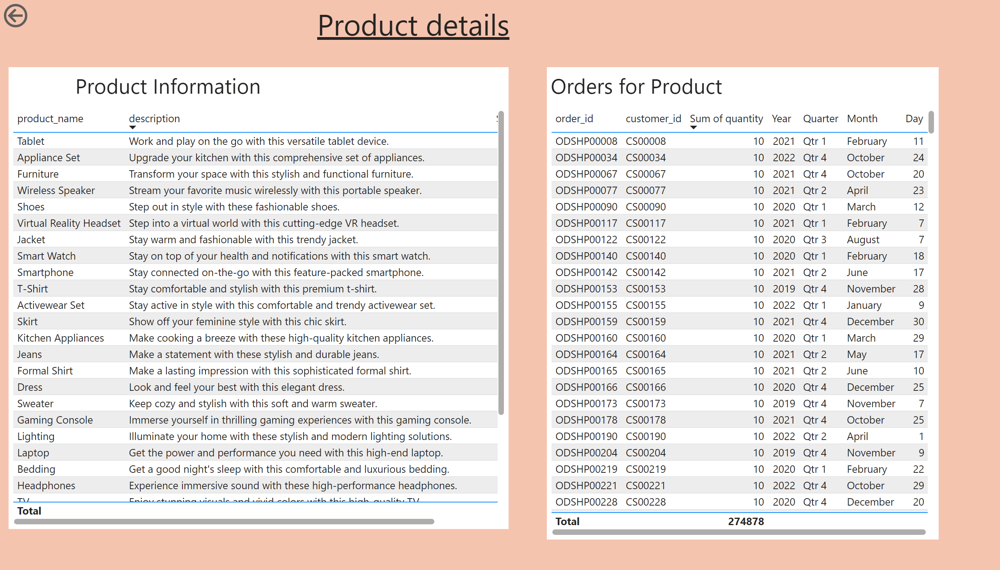 Product details
Product Information
product_name description
Tablet Work and play on the go with this versatile tablet device.
Appliance Set Upgrade your kitchen with this comprehensive set of appliances.
Furniture Transform your space with this stylish and functional furniture.
Wireless Speaker Stream your favorite music wirelessly with this portable speaker.
Shoes Step out in style with these fashionable shoes.
Virtual Reality Headset Step into a virtual world with this cutting-edge VR headset.
Jacket Stay warm and fashionable with this trendy jacket.
Smart Watch Stay on top of your health and notifications with this smart watch.
Smartphone Stay connected on-the-go with this feature-packed smartphone.
T-Shirt Stay comfortable and stylish with this premium t-shirt.
Activewear Set Stay active in style with this comfortable and trendy activewear set.
Skirt Show off your feminine style with this chic skirt.
Kitchen Appliances Make cooking a breeze with these high-quality kitchen appliances.
Jeans Make a statement with these stylish and durable jeans.
Formal Shirt Make a lasting impression with this sophisticated formal shirt.
Dress Look and feel your best with this elegant dress.
Sweater Keep cozy and stylish with this soft and warm sweater.
Gaming Console Immerse yourself in thrilling gaming experiences with this gaming console.
Lighting Illuminate your home with these stylish and modern lighting solutions.
Laptop Get the power and performance you need with this high-end laptop.
Bedding Get a good night's sleep with this comfortable and luxurious bedding.
Headphones Experience immersive sound with these high-performance headphones.
TV Enjoy stunning visuals and vivid colors with this high-quality TV
Total
Orders for Product
order_id customer_id Sum of quantity Year Quarter Month Day
ODSHP00008 CS00008 10 2021 Qtr 1 February 11
ODSHP00034 CS00034 10 2022 Qtr 4 October 24
ODSHP00067 CS00067 10 2021 Qtr 4 October 20
ODSHP00077 CS00077 10 2021 Qtr 2 April 23
ODSHP00090 CS00090 10 2020 Qtr 1 March 12
ODSHP00117 CS00117 10 2021 Qtr 1 February 7
ODSHP00122 CS00122 10 2020 Qtr 3 August 7
ODSHP00140 CS00140 10 2020 Qtr 1 February 18
ODSHP00142 CS00142 10 2021 Qtr 2 June 17
ODSHP00153 CS00153 10 2019 Qtr 4 November 28
ODSHP00155 CS00155 10 2022 Qtr 1 January 9
ODSHP00159 CS00159 10 2021 Qtr 4 December 30
ODSHP00160 CS00160 10 2020 Qtr 1 March 29
ODSHP00164 CS00164 10 2021 Qtr 2 May 17
ODSHP00165 CS00165 10 2021 Qtr 2 June 10
ODSHP00166 CS00166 10 2020 Qtr 4 December 25
ODSHP00173 CS00173 10 2019 Qtr 4 November 7
ODSHP00178 CS00178 10 2021 Qtr 4 October 25
ODSHP00190 CS00190 10 2022 Qtr 2 April 1
ODSHP00204 CS00204 10 2019 Qtr 4 November 9
ODSHP00219 CS00219 10 2020 Qtr 1 February 22
ODSHP00221 CS00221 10 2022 Qtr 4 October 29
ODSHP00228 CS00228 10 2020 Qtr 4 December 20
Total 274878